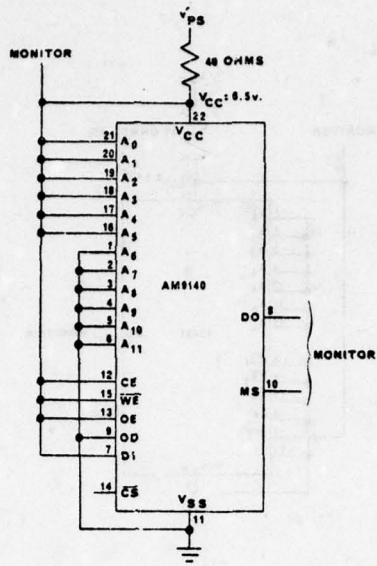 V PS
MONITOR
40 OHMS
VCC: 6.5v.
22
VCC
21 A0
20 A1
19 A2
18 A3
17 A4
16 A5
1 A6
2 A7
3 A8
4 A9
5 A10
6 A11
AM9140
DO 8
MONITOR
MS 10
12 CE
15 WE
13 OE
9 OD
7 DI
14 CS
VSS
11